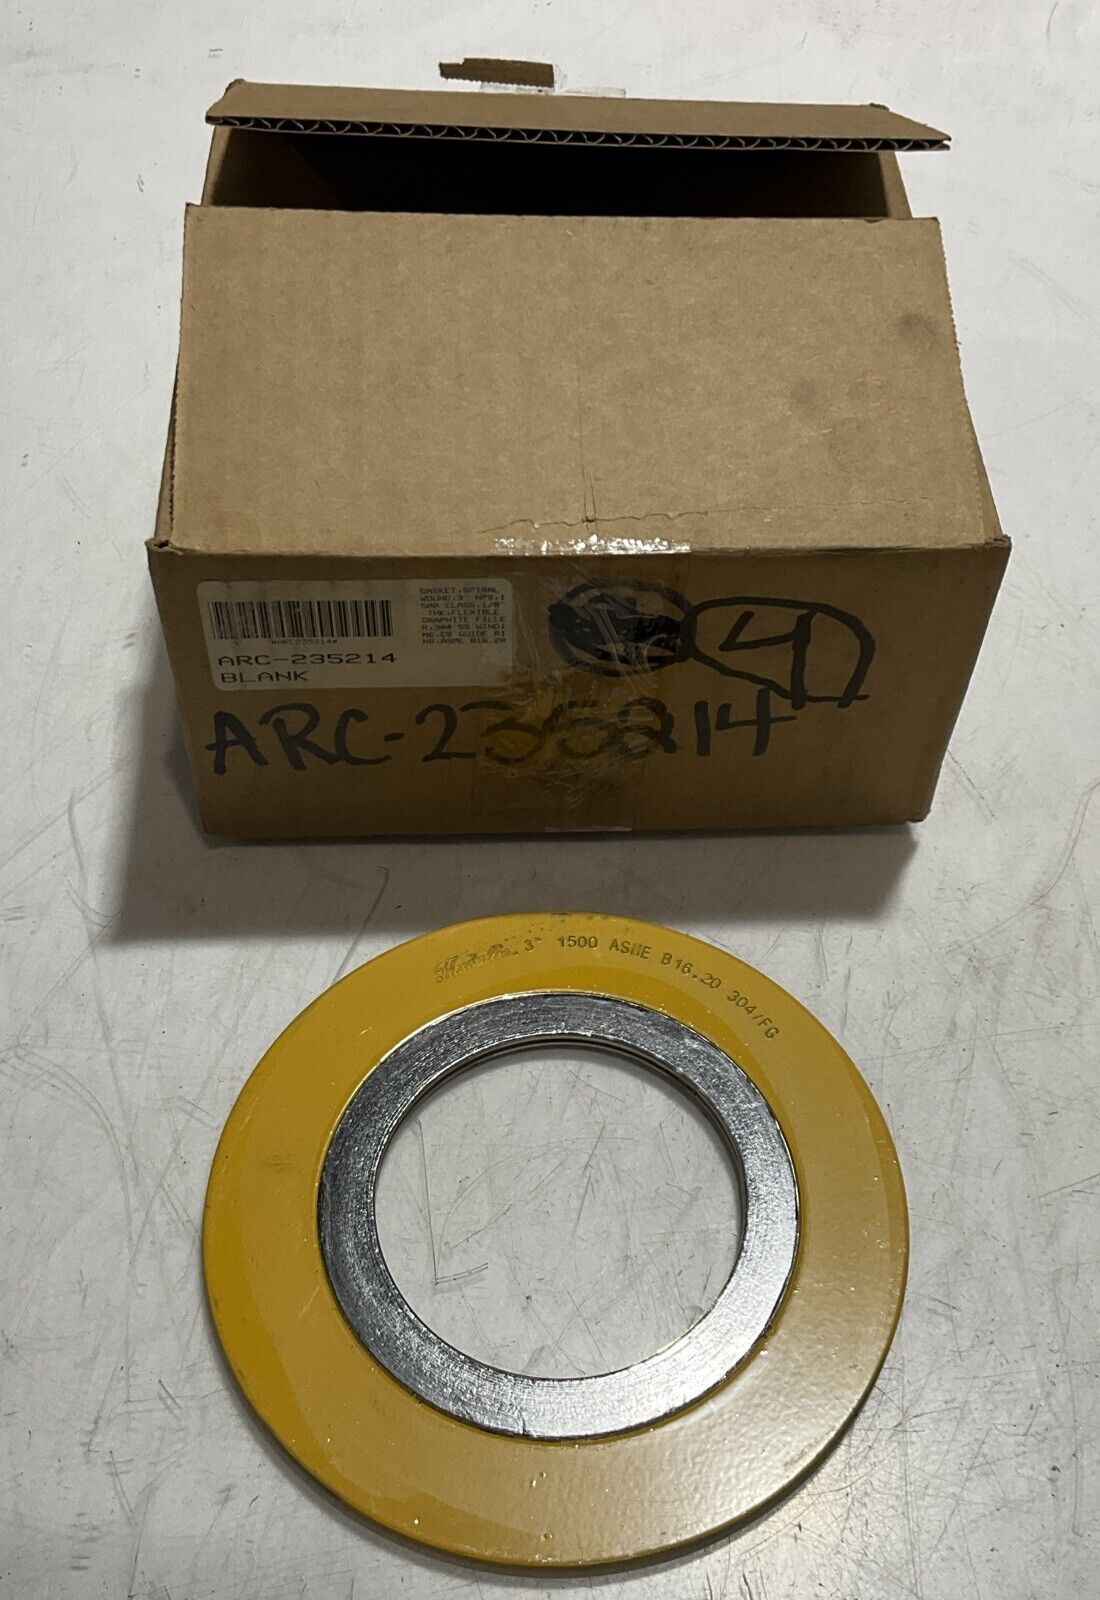 GASKET,SPIRAL
WOUND,3" NPS,1
500 CLASS,1/8"
THK,FLEXIBLE
GRAPHITE FILLE
R,304 SS WINDI
NG,CS GUIDE RI
NG,ASME B16.20
*ARC235214*
ARC-235214
BLANK
4
ARC-235214
3" 1500 ASME B16.20 304/FG